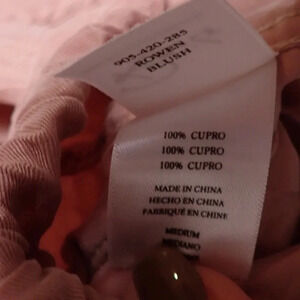 905-420-285
ROWEN
BLUSH
100% CUPRO
100% CUPRO
100% CUPRO
MADE IN CHINA
HECHO EN CHINA
FABRIQUÉ EN CHINE
MEDIUM
MEDIANO